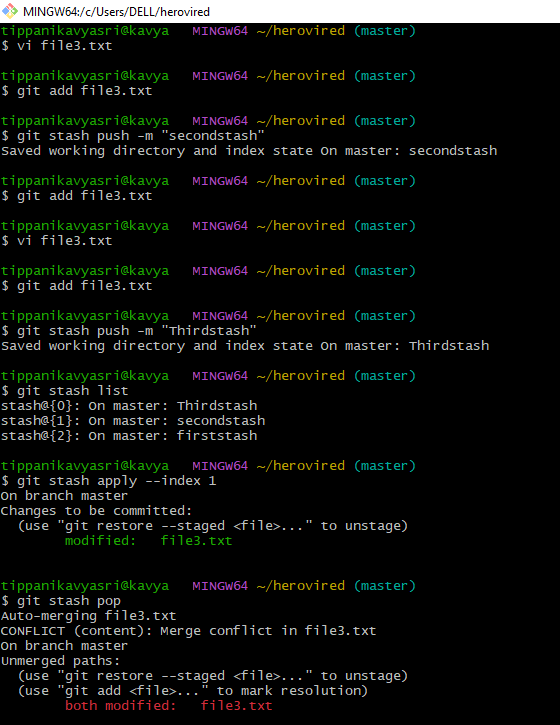 MINGW64:/c/Users/DELL/herovired
tippanikavyasri@kavya MINGW64 ~/herovired (master)
$ vi file3.txt
tippanikavyasri@kavya MINGW64 ~/herovired (master)
$ git add file3.txt
tippanikavyasri@kavya MINGW64 ~/herovired (master)
$ git stash push -m "secondstash"
Saved working directory and index state On master: secondstash
tippanikavyasri@kavya MINGW64 ~/herovired (master)
$ git add file3.txt
tippanikavyasri@kavya MINGW64 ~/herovired (master)
$ vi file3.txt
tippanikavyasri@kavya MINGW64 ~/herovired (master)
$ git add file3.txt
tippanikavyasri@kavya MINGW64 ~/herovired (master)
$ git stash push -m "Thirdstash"
Saved working directory and index state On master: Thirdstash
tippanikavyasri@kavya MINGW64 ~/herovired (master)
$ git stash list
stash@{0}: On master: Thirdstash
stash@{1}: On master: secondstash
stash@{2}: On master: firststash
tippanikavyasri@kavya MINGW64 ~/herovired (master)
$ git stash apply --index 1
On branch master
Changes to be committed:
(use "git restore --staged <file>..." to unstage)
modified: file3.txt
tippanikavyasri@kavya MINGW64 ~/herovired (master)
$ git stash pop
Auto-merging file3.txt
CONFLICT (content): Merge conflict in file3.txt
On branch master
Unmerged paths:
(use "git restore --staged <file>..." to unstage)
(use "git add <file>..." to mark resolution)
both modified: file3.txt